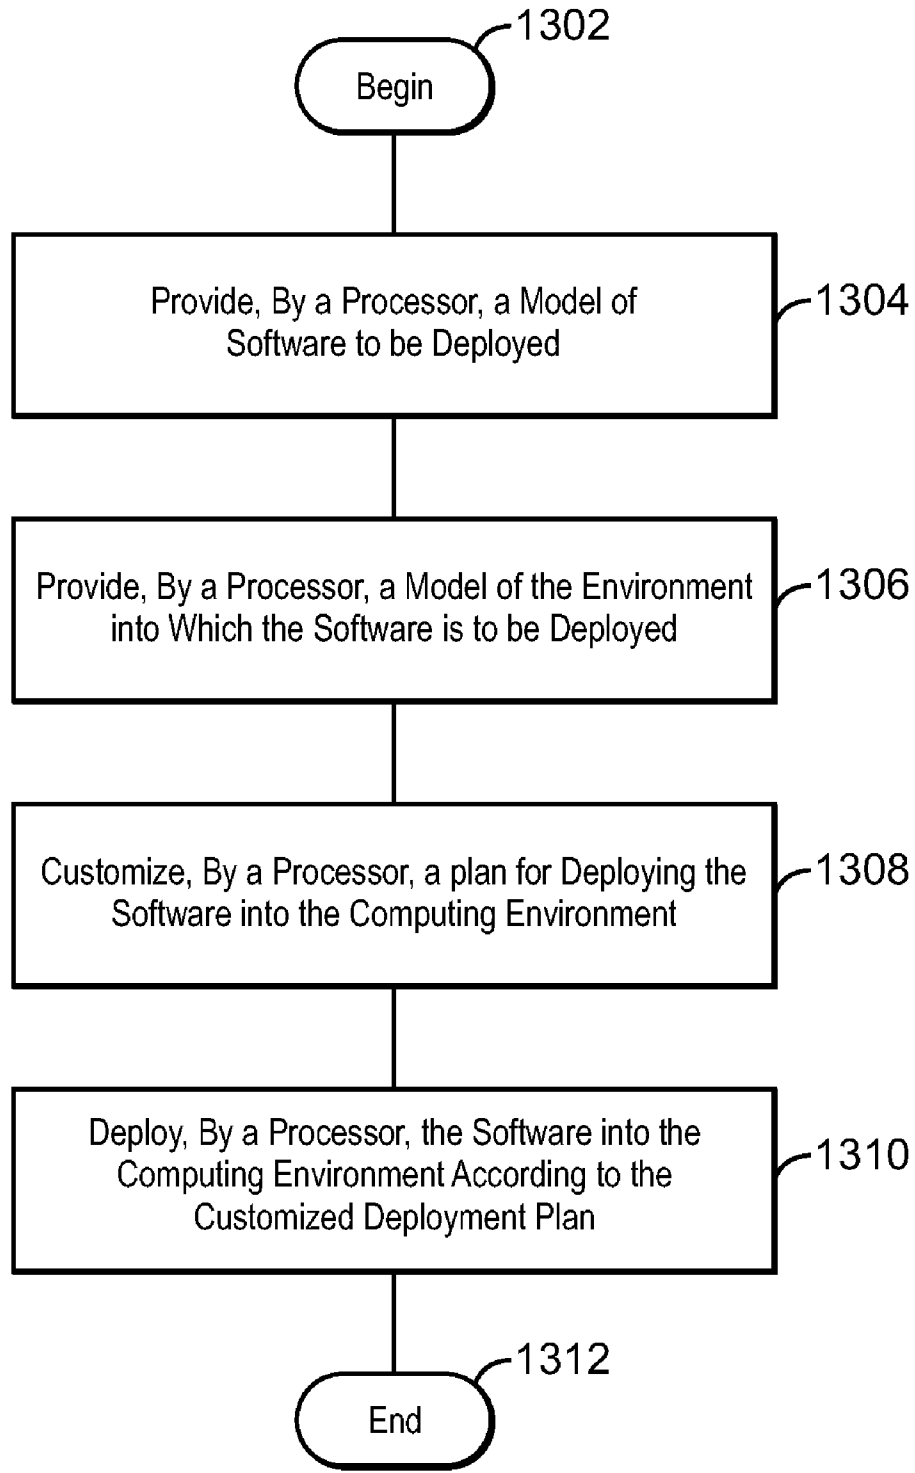 1302
Begin
Provide, By a Processor, a Model of
Software to be Deployed
1304
Provide, By a Processor, a Model of the Environment
into Which the Software is to be Deployed
1306
Customize, By a Processor, a plan for Deploying the
Software into the Computing Environment
1308
Deploy, By a Processor, the Software into the
Computing Environment According to the
Customized Deployment Plan
1310
1312
End